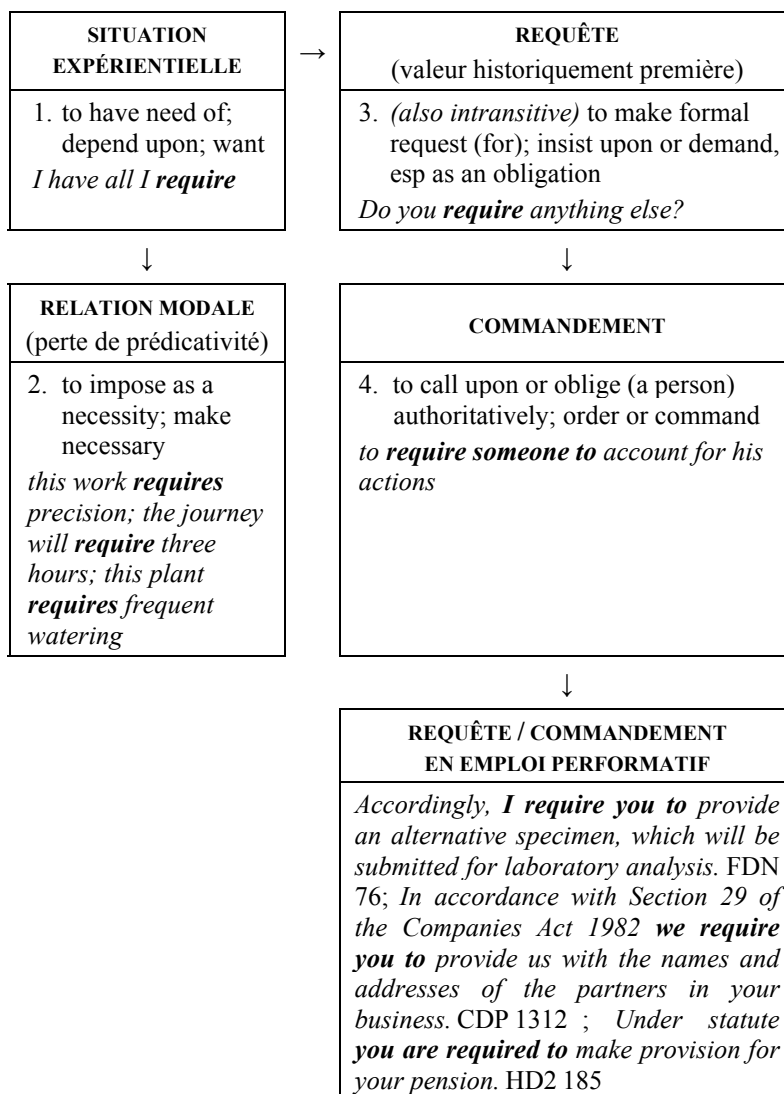 SITUATION
EXPÉRIENTIELLE
1. to have need of;
depend upon; want
I have all I require
→
REQUÊTE
(valeur historiquement première)
3. (also intransitive) to make formal
request (for); insist upon or demand,
esp as an obligation
Do you require anything else?
↓
↓
RELATION MODALE
(perte de prédicativité)
2. to impose as a
necessity; make
necessary
this work requires
precision; the journey
will require three
hours; this plant
requires frequent
watering
COMMANDEMENT
4. to call upon or oblige (a person)
authoritatively; order or command
to require someone to account for his
actions
↓
REQUÊTE / COMMANDEMENT
EN EMPLOI PERFORMATIF
Accordingly, I require you to provide
an alternative specimen, which will be
submitted for laboratory analysis. FDN
76; In accordance with Section 29 of
the Companies Act 1982 we require
you to provide us with the names and
addresses of the partners in your
business. CDP 1312 ; Under statute
you are required to make provision for
your pension. HD2 185